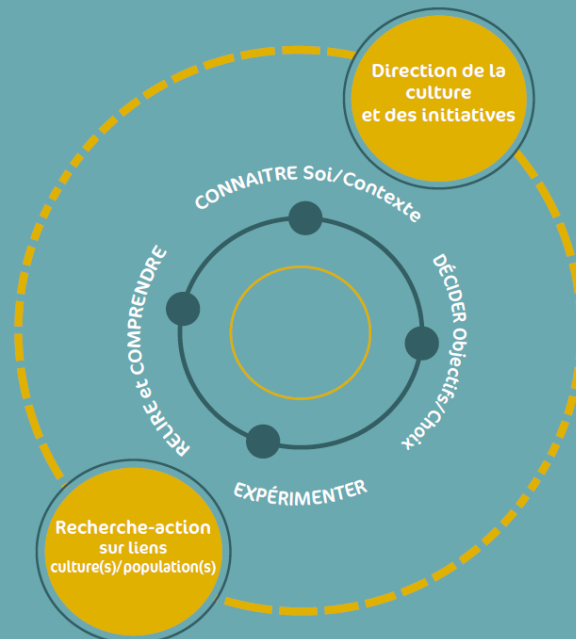 Direction de la
culture
et des initiatives
CONNAITRE Soi/Contexte
DÉCIDER Objectifs/Choix
EXPÉRIMENTER
RELIRE et COMPRENDRE
Recherche-action
sur liens
culture(s)/population(s)